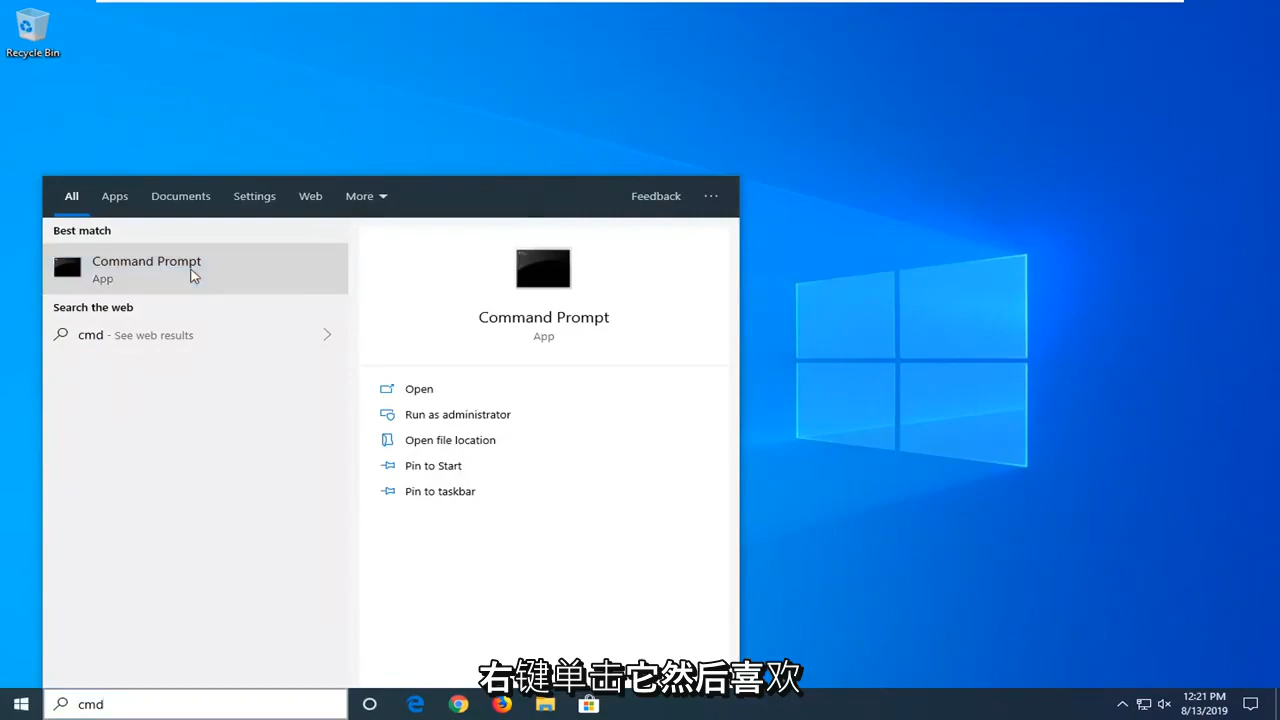 Recycle Bin
All Apps Documents Settings Web More Feedback ...
Best match
Command Prompt
App
Search the web
cmd - See web results
Command Prompt
App
Open
Run as administrator
Open file location
Pin to Start
Pin to taskbar
右键单击它然后喜欢
cmd
12:21 PM
8/13/2019